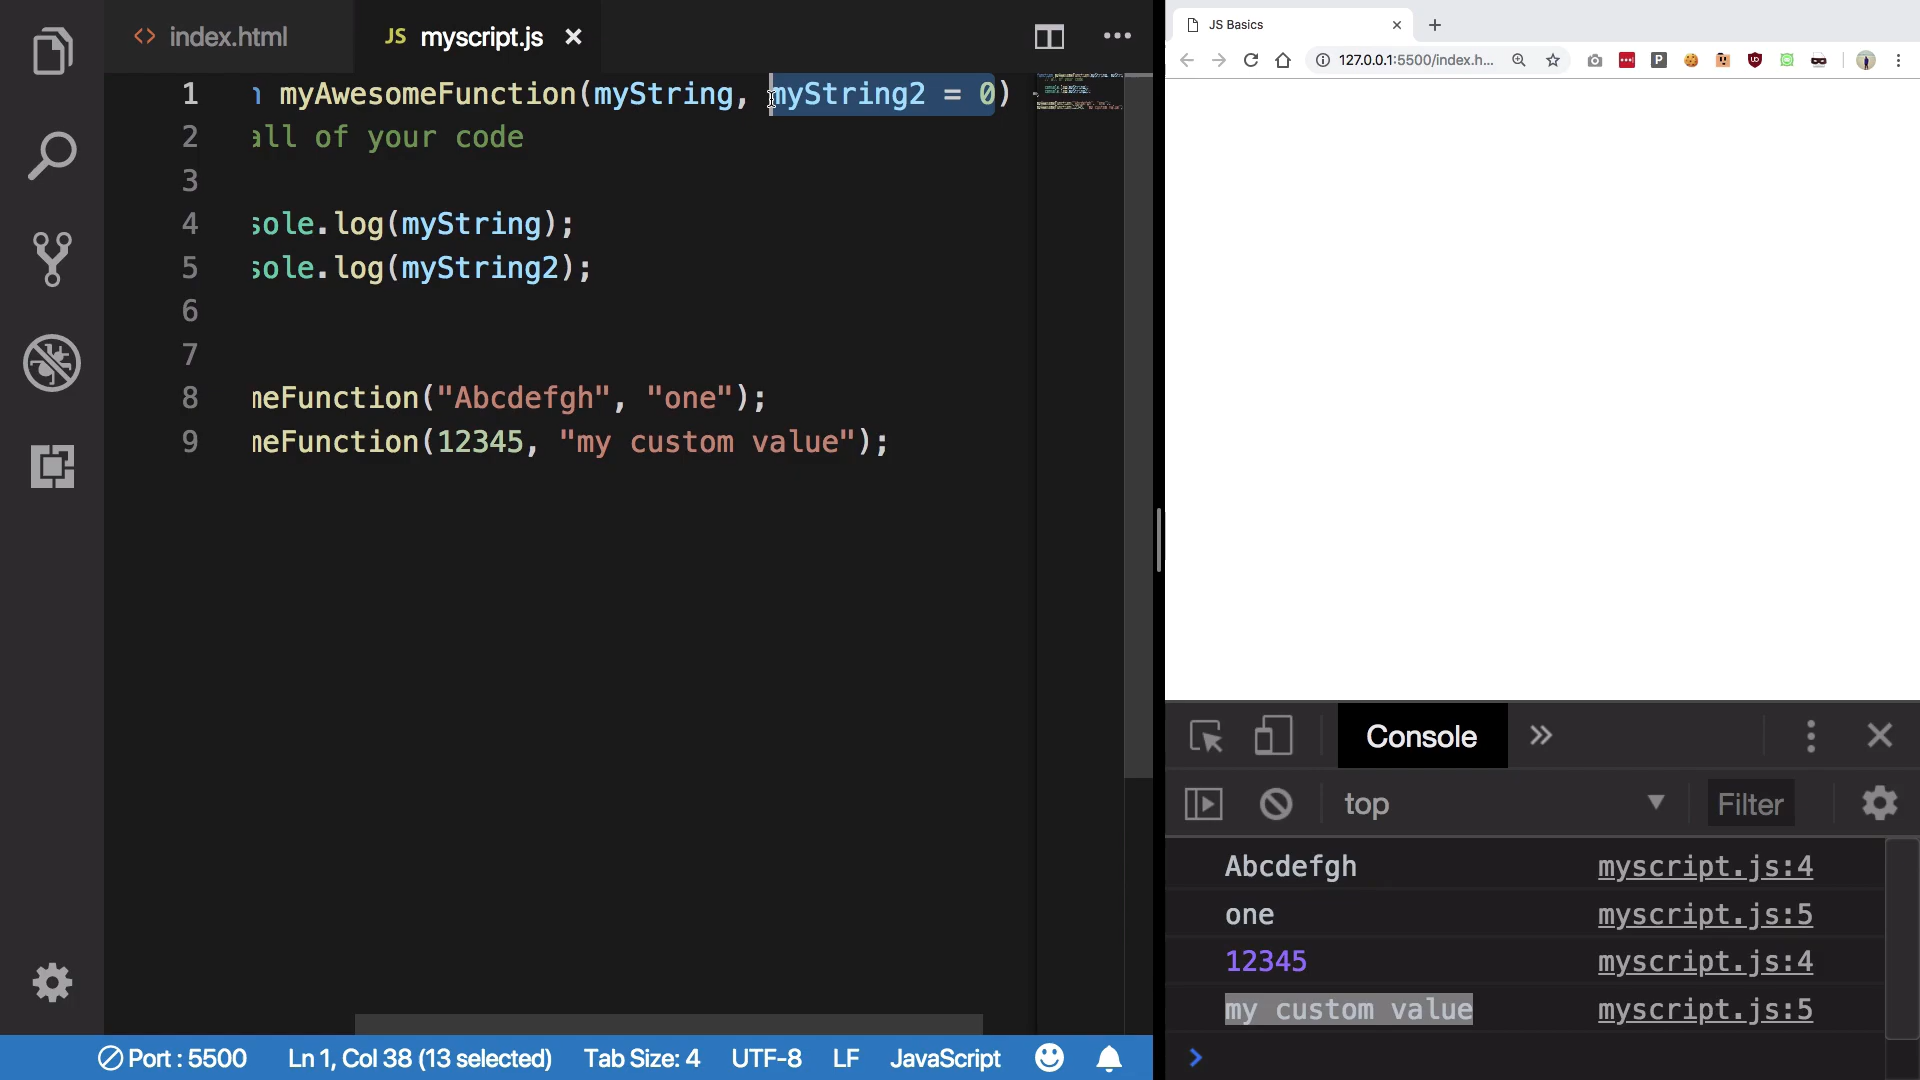 <> index.html
JS myscript.js
JS Basics
127.0.0.1:5500/index.h...
1 n myAwesomeFunction(myString, myString2 = 0)
2 all of your code
3
4 sole.log(myString);
5 sole.log(myString2);
6
7
8 meFunction("Abcdefgh", "one");
9 meFunction(12345, "my custom value");
Console
top
Filter
Abcdefgh myscript.js:4
one myscript.js:5
12345 myscript.js:4
my custom value myscript.js:5
Port : 5500 Ln 1, Col 38 (13 selected) Tab Size: 4 UTF-8 LF JavaScript